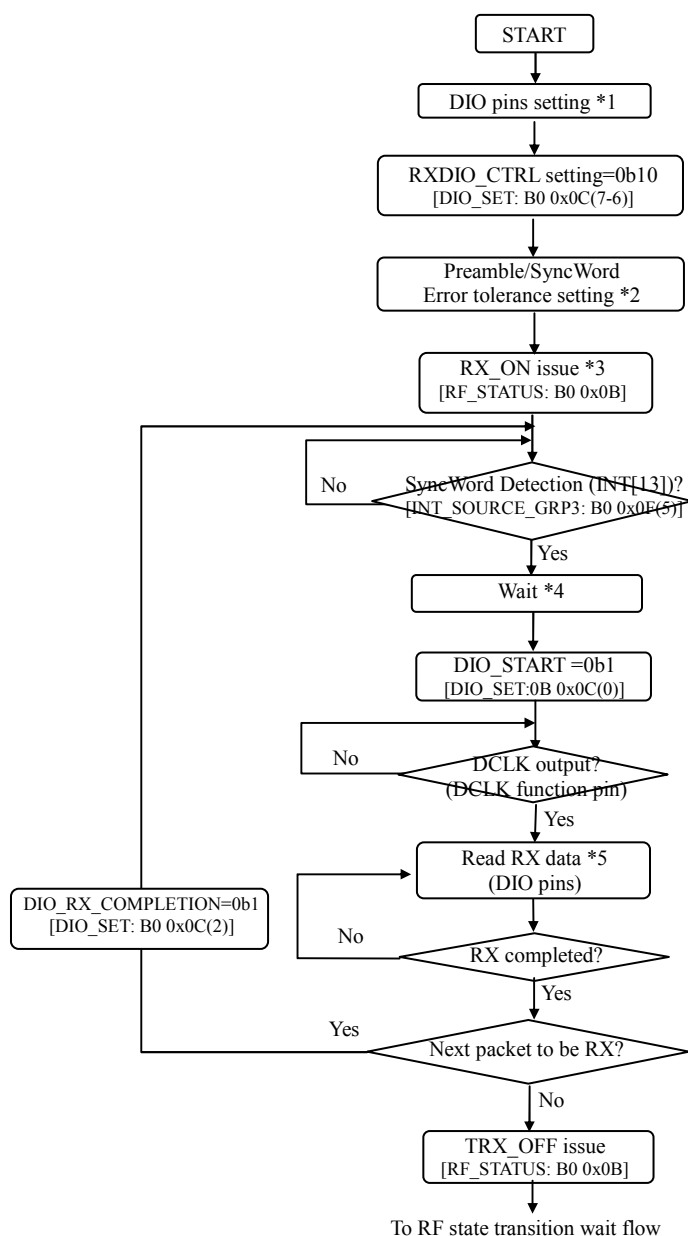 START
DIO pins setting *1
RXDIO_CTRL setting=0b10
[DIO_SET: B0 0x0C(7-6)]
Preamble/SyncWord
Error tolerance setting *2
RX_ON issue *3
[RF_STATUS: B0 0x0B]
SyncWord Detection (INT[13])?
[INT_SOURCE_GRP3: B0 0x0F(5)]
No
Yes
Wait *4
DIO_START =0b1
[DIO_SET:0B 0x0C(0)]
No
DCLK output?
(DCLK function pin)
Yes
Read RX data *5
(DIO pins)
DIO_RX_COMPLETION=0b1
[DIO_SET: B0 0x0C(2)]
No
RX completed?
Yes
Yes
Next packet to be RX?
No
TRX_OFF issue
[RF_STATUS: B0 0x0B]
To RF state transition wait flow